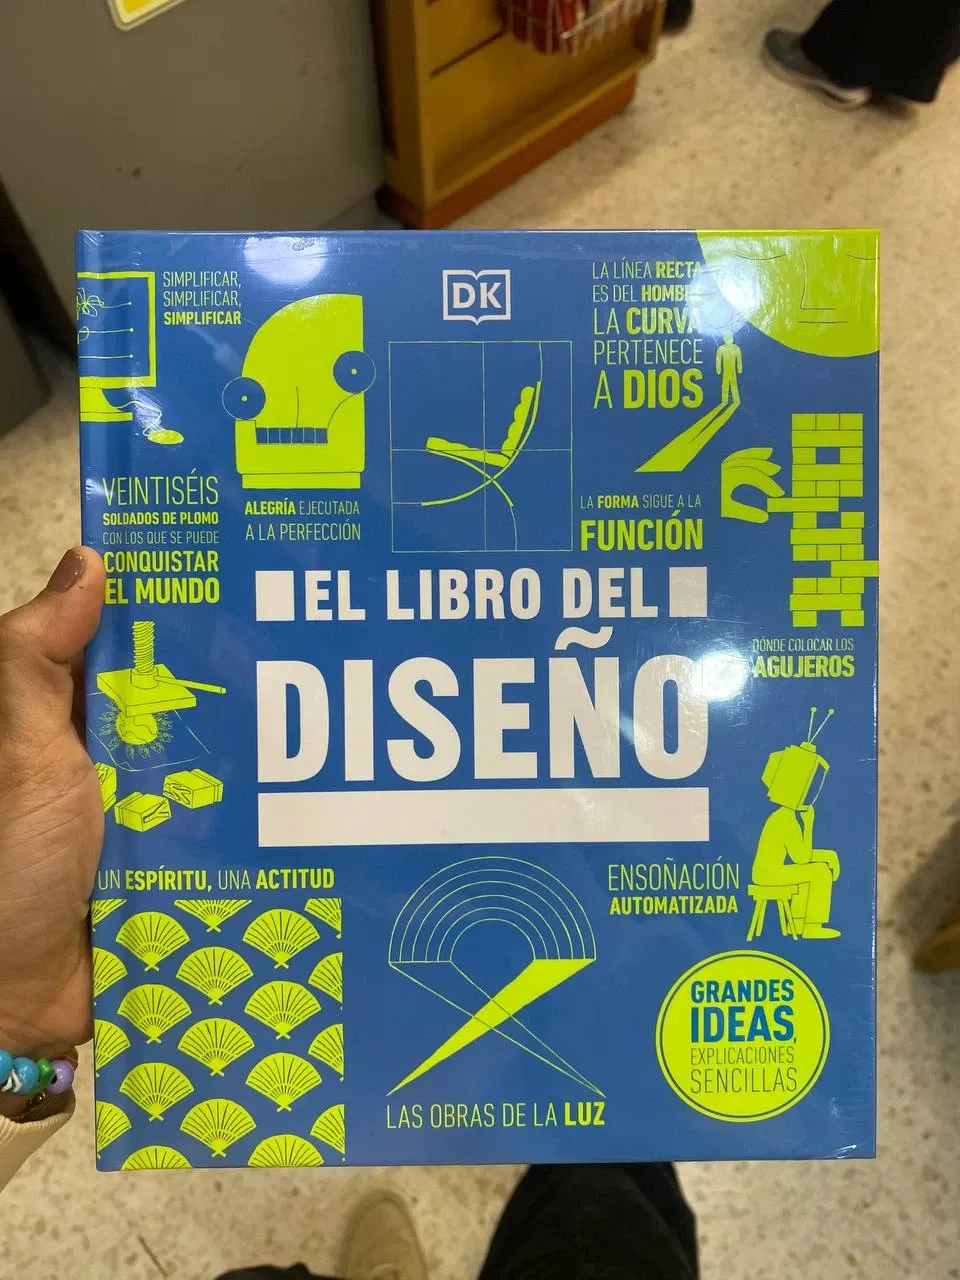 SIMPLIFICAR,
SIMPLIFICAR,
SIMPLIFICAR
DK
LA LÍNEA RECTA
ES DEL HOMBRE
LA CURVA
PERTENECE
A DIOS
VEINTISÉIS
SOLDADOS DE PLOMO
CON LOS QUE SE PUEDE
CONQUISTAR
EL MUNDO
ALEGRÍA EJECUTADA
A LA PERFECCIÓN
LA FORMA SIGUE A LA
FUNCIÓN
EL LIBRO DEL
DISEÑO
DÓNDE COLOCAR LOS
AGUJEROS
UN ESPÍRITU, UNA ACTITUD
ENSOÑACIÓN
AUTOMATIZADA
LAS OBRAS DE LA LUZ
GRANDES
IDEAS,
EXPLICACIONES
SENCILLAS